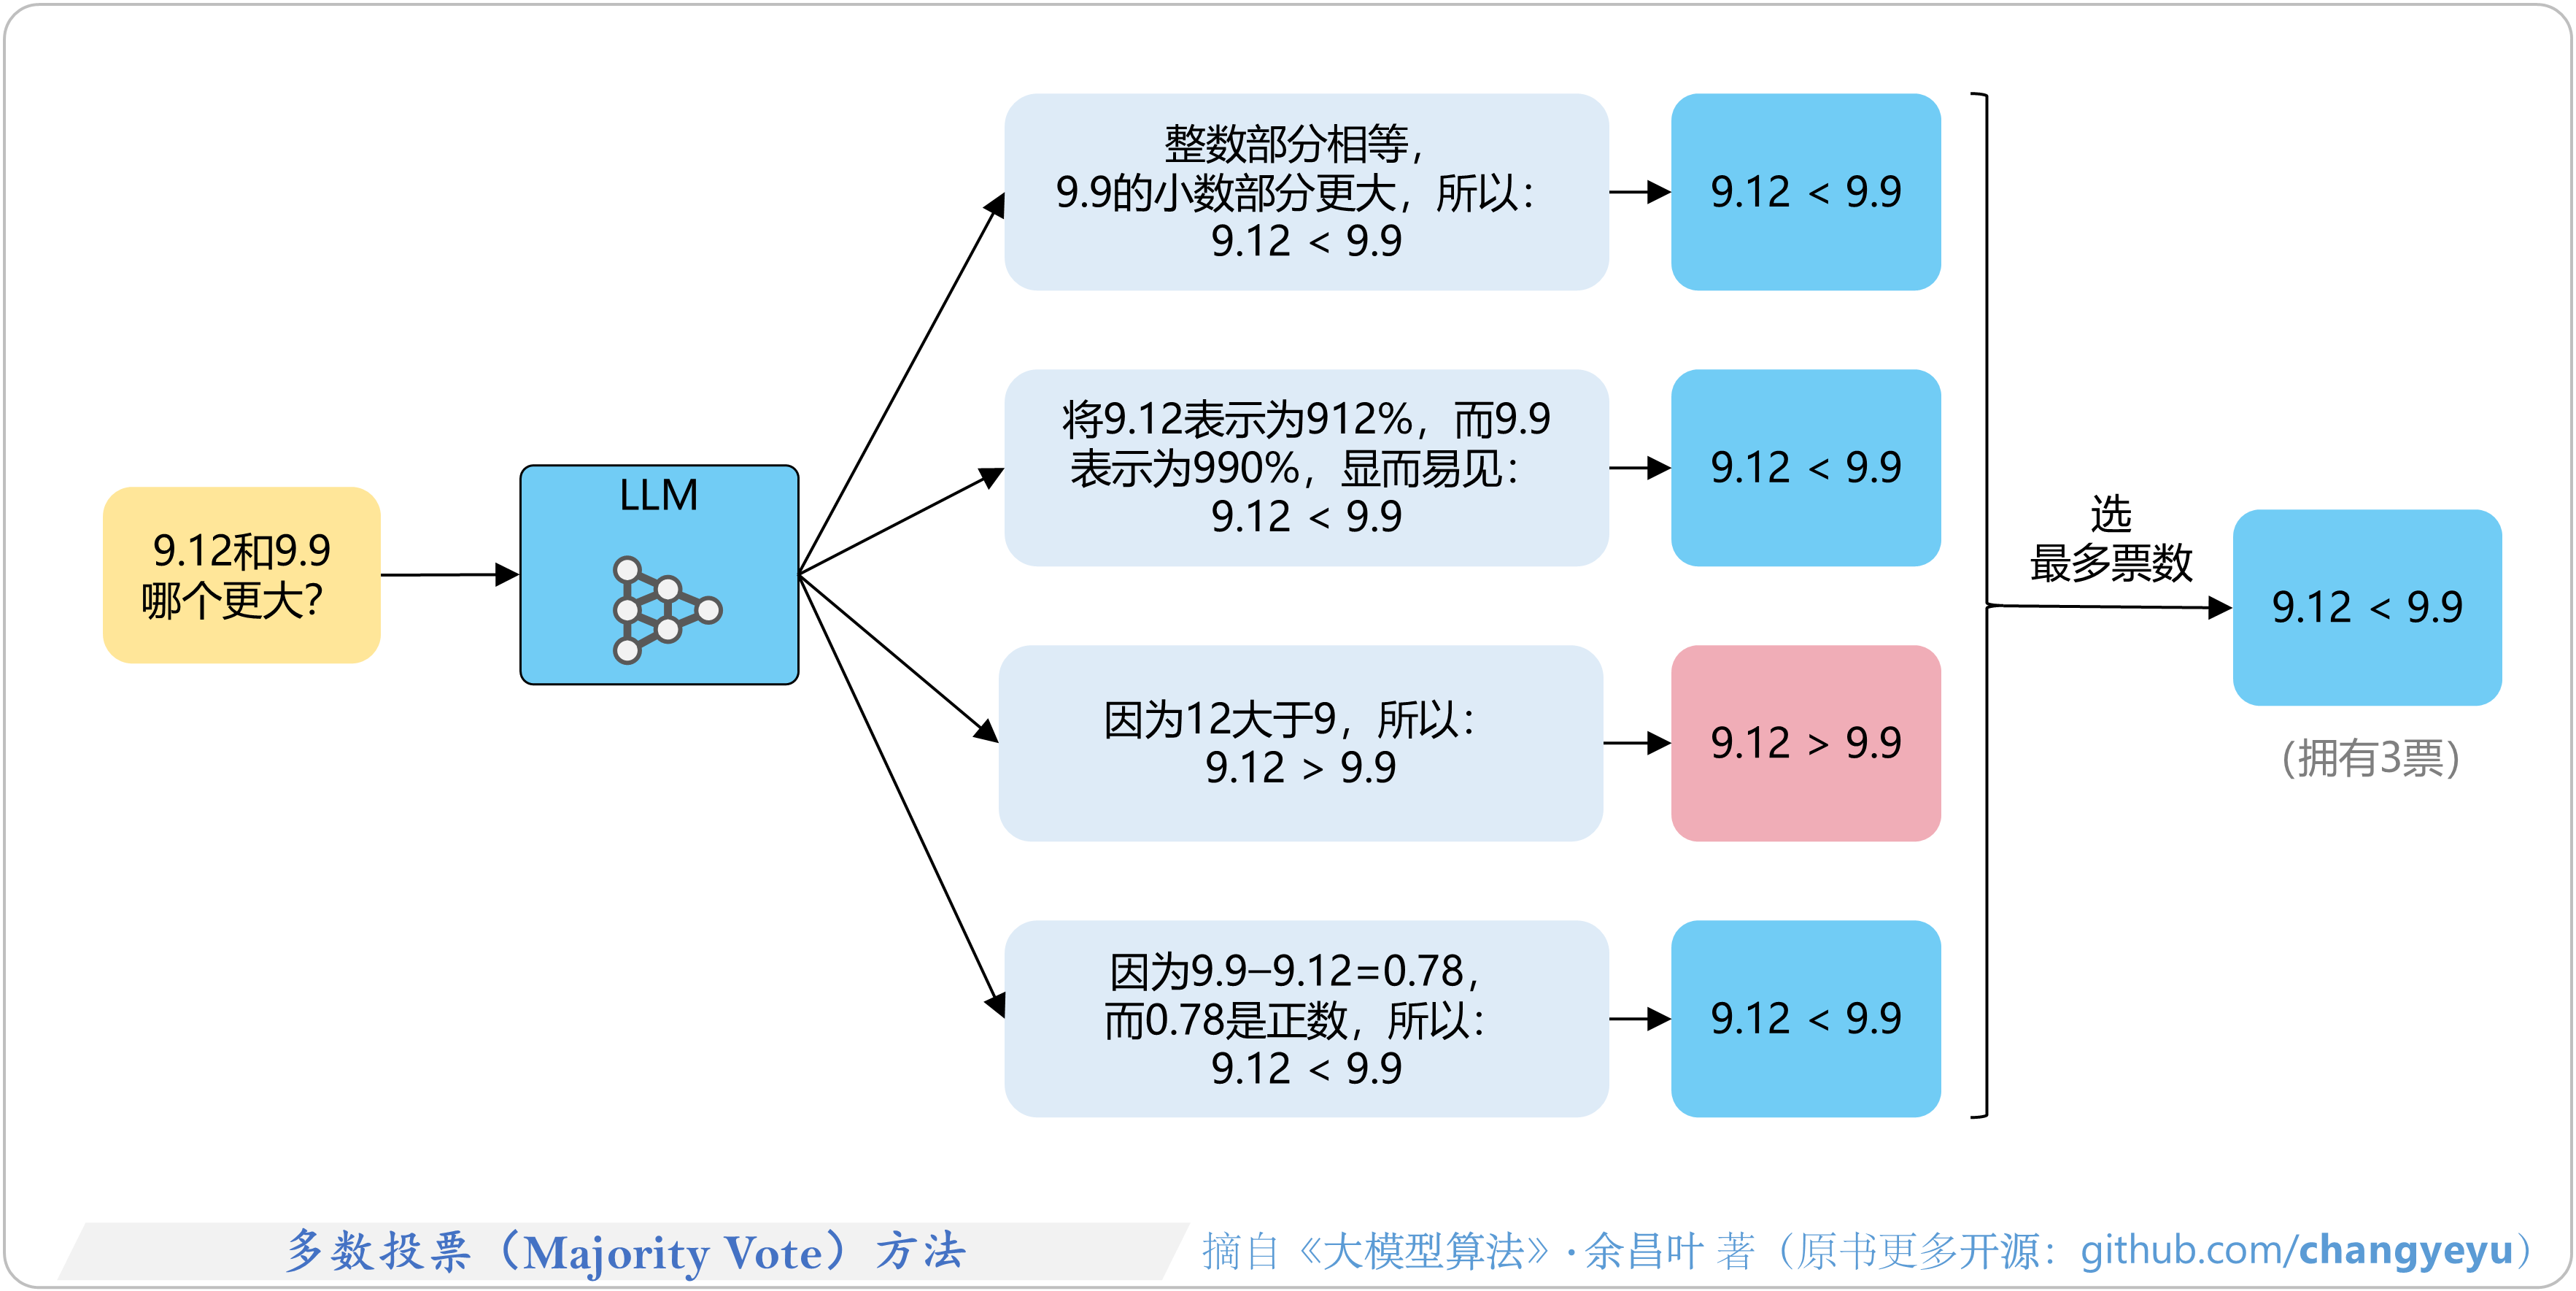 9.12和9.9
哪个更大？
LLM
整数部分相等，
9.9的小数部分更大，所以：
9.12 < 9.9
9.12 < 9.9
将9.12表示为912%，而9.9
表示为990%，显而易见：
9.12 < 9.9
9.12 < 9.9
因为12大于9，所以：
9.12 > 9.9
9.12 > 9.9
因为9.9–9.12=0.78，
而0.78是正数，所以：
9.12 < 9.9
9.12 < 9.9
选
最多票数
9.12 < 9.9
（拥有3票）
多数投票（Majority Vote）方法
摘自《大模型算法》· 余昌叶 著（原书更多开源：github.com/changyeyu）